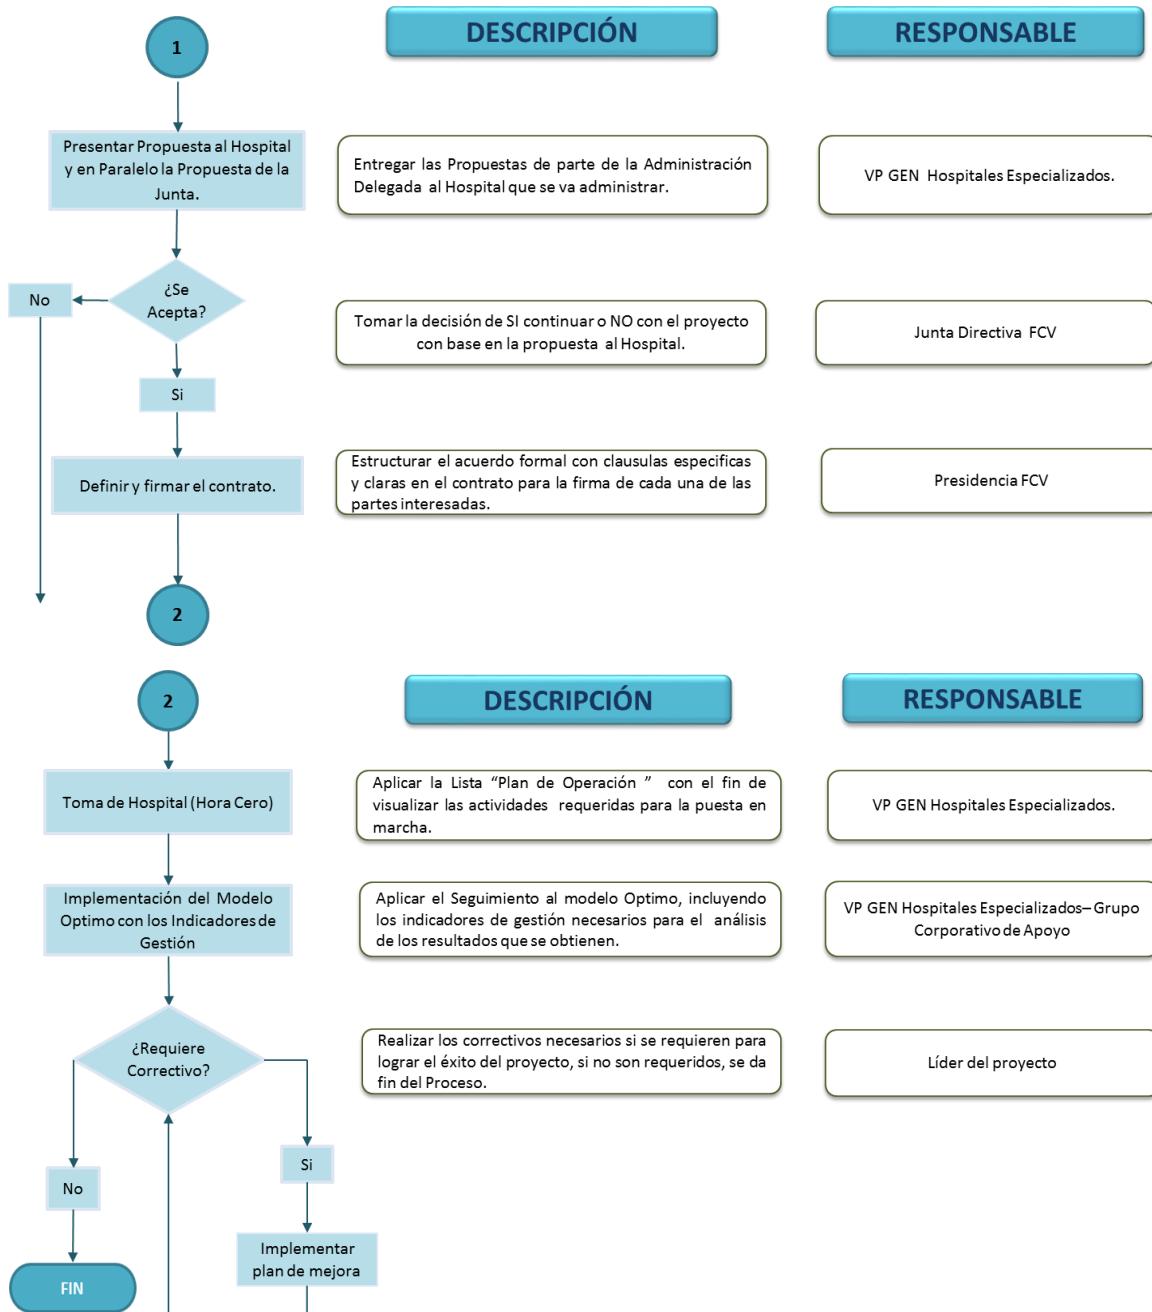 1
DESCRIPCIÓN
RESPONSABLE
Presentar Propuesta al Hospital
y en Paralelo la Propuesta de la
Junta.
Entregar las Propuestas de parte de la Administración
Delegada al Hospital que se va administrar.
VP GEN Hospitales Especializados.
¿Se
Acepta?
No
Tomar la decisión de SI continuar o NO con el proyecto
con base en la propuesta al Hospital.
Junta Directiva FCV
Si
Definir y firmar el contrato.
Estructurar el acuerdo formal con clausulas especificas
y claras en el contrato para la firma de cada una de las
partes interesadas.
Presidencia FCV
2
2
DESCRIPCIÓN
RESPONSABLE
Toma de Hospital (Hora Cero)
Aplicar la Lista “Plan de Operación ” con el fin de
visualizar las actividades requeridas para la puesta en
marcha.
VP GEN Hospitales Especializados.
Implementación del Modelo
Optimo con los Indicadores de
Gestión
Aplicar el Seguimiento al modelo Optimo, incluyendo
los indicadores de gestión necesarios para el análisis
de los resultados que se obtienen.
VP GEN Hospitales Especializados– Grupo
Corporativo de Apoyo
¿Requiere
Correctivo?
Realizar los correctivos necesarios si se requieren para
lograr el éxito del proyecto, si no son requeridos, se da
fin del Proceso.
Líder del proyecto
Si
No
Implementar
plan de mejora
FIN